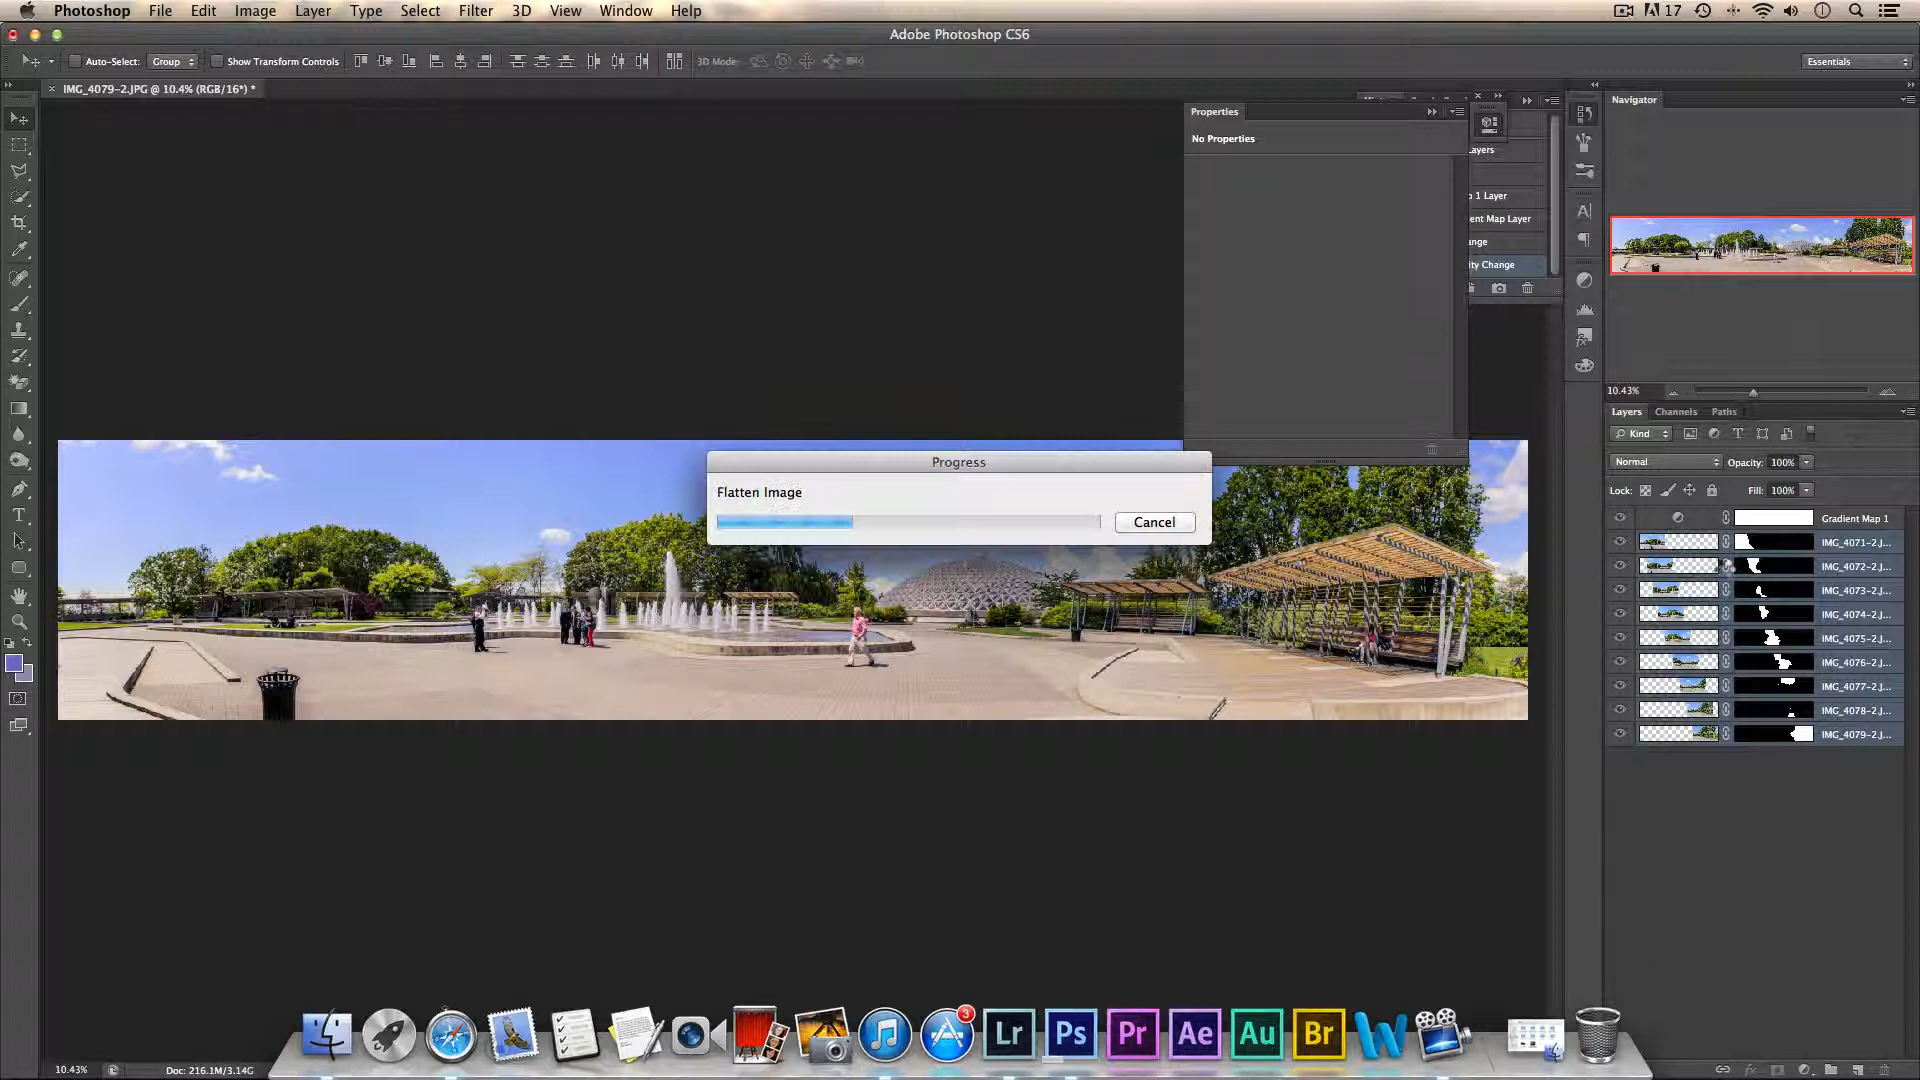 Photoshop File Edit Image Layer Type Select Filter 3D View Window Help 17
Adobe Photoshop CS6
Auto-Select: Group Show Transform Controls 3D Mode: Essentials
IMG_4079-2.JPG @ 10.4% (RGB/16*) *
Navigator
Properties
No Properties
ayers
1 Layer
ent Map Layer
nge
ty Change
10.43%
Layers Channels Paths
Kind
Normal Opacity: 100%
Lock: Fill: 100%
Progress
Flatten Image
Cancel
Gradient Map 1
IMG_4071-2.J...
IMG_4072-2.J...
IMG_4073-2.J...
IMG_4074-2.J...
IMG_4075-2.J...
IMG_4076-2.J...
IMG_4077-2.J...
IMG_4078-2.J...
IMG_4079-2.J...
3
Lr Ps Pr Ae Au Br W
10.43% Doc: 216.1M/3.14G